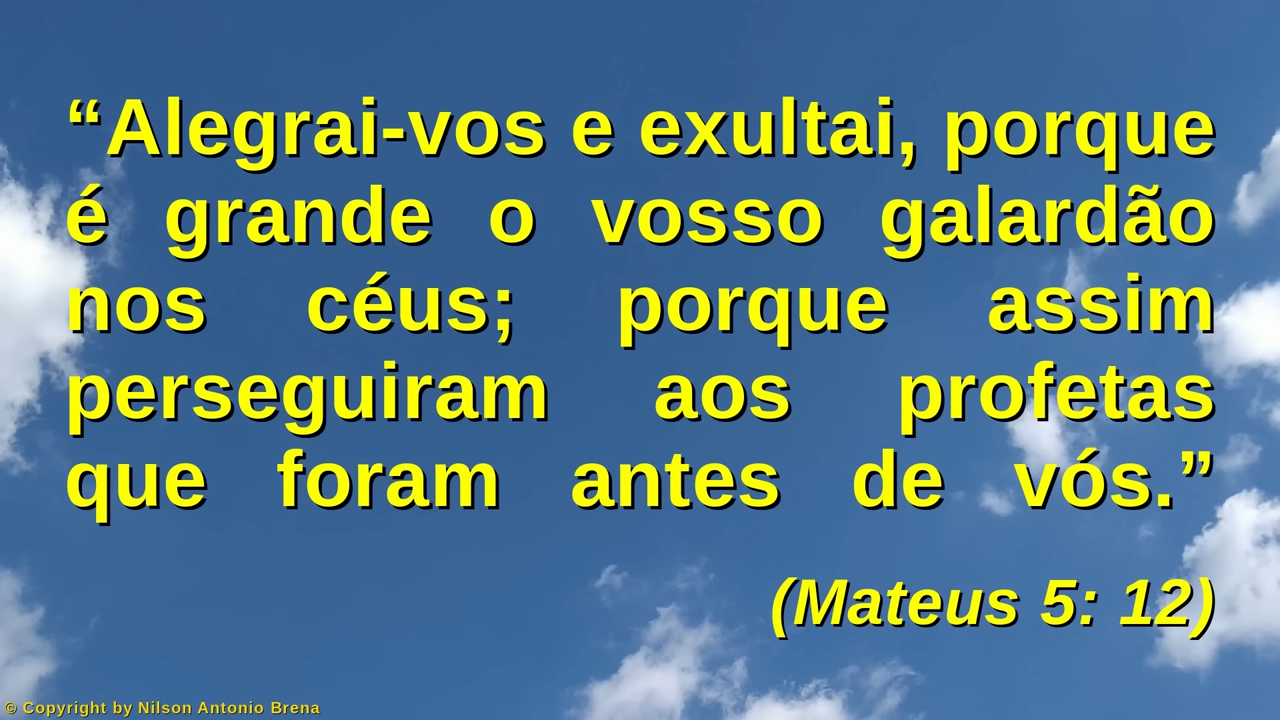 “Alegrai-vos e exultai, porque
é grande o vosso galardão
nos céus; porque assim
perseguiram aos profetas
que foram antes de vós.”
(Mateus 5: 12)
© Copyright by Nilson Antonio Brena